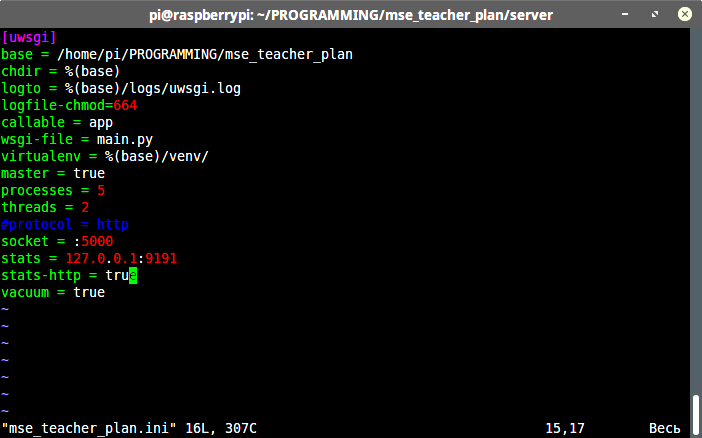 pi@raspberrypi: ~/PROGRAMMING/mse_teacher_plan/server
[uwsgi]
base = /home/pi/PROGRAMMING/mse_teacher_plan
chdir = %(base)
logto = %(base)/logs/uwsgi.log
logfile-chmod=664
callable = app
wsgi-file = main.py
virtualenv = %(base)/venv/
master = true
processes = 5
threads = 2
#protocol = http
socket = :5000
stats = 127.0.0.1:9191
stats-http = true
vacuum = true
~
~
~
~
~
~
~
"mse_teacher_plan.ini" 16L, 307C 15,17 Весь